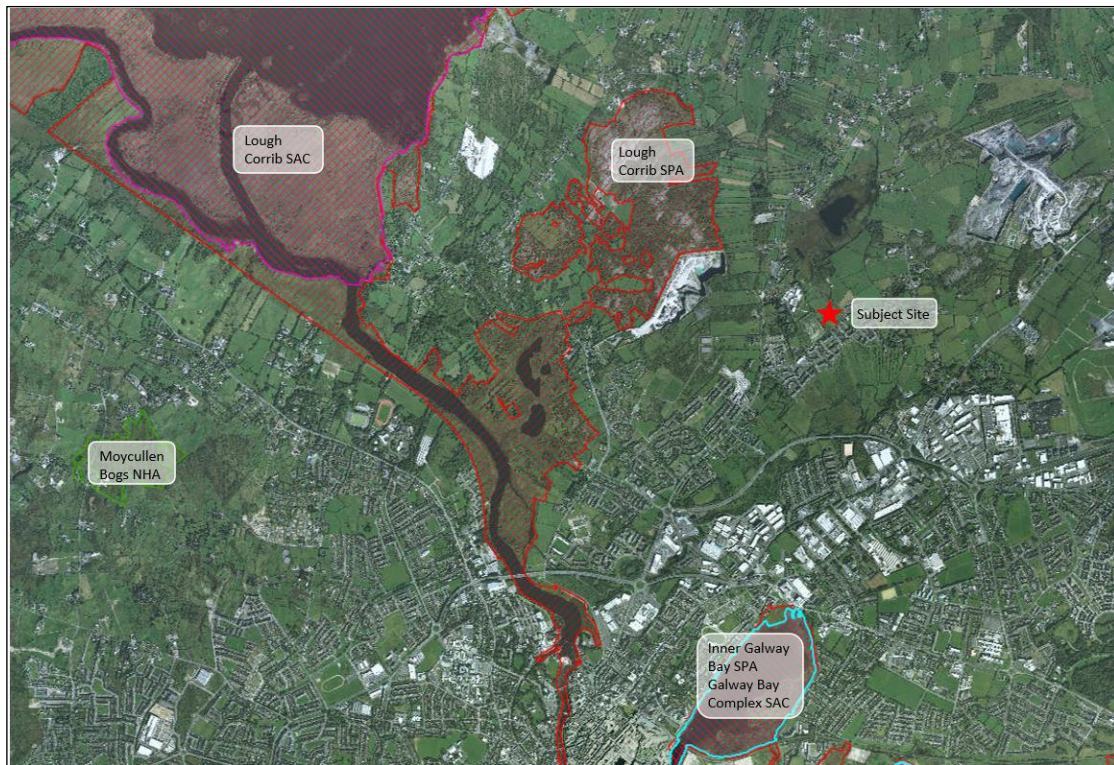 Lough
Corrib SAC
Lough
Corrib SPA
Subject Site
Moycullen
Bogs NHA
Inner Galway
Bay SPA
Galway Bay
Complex SAC